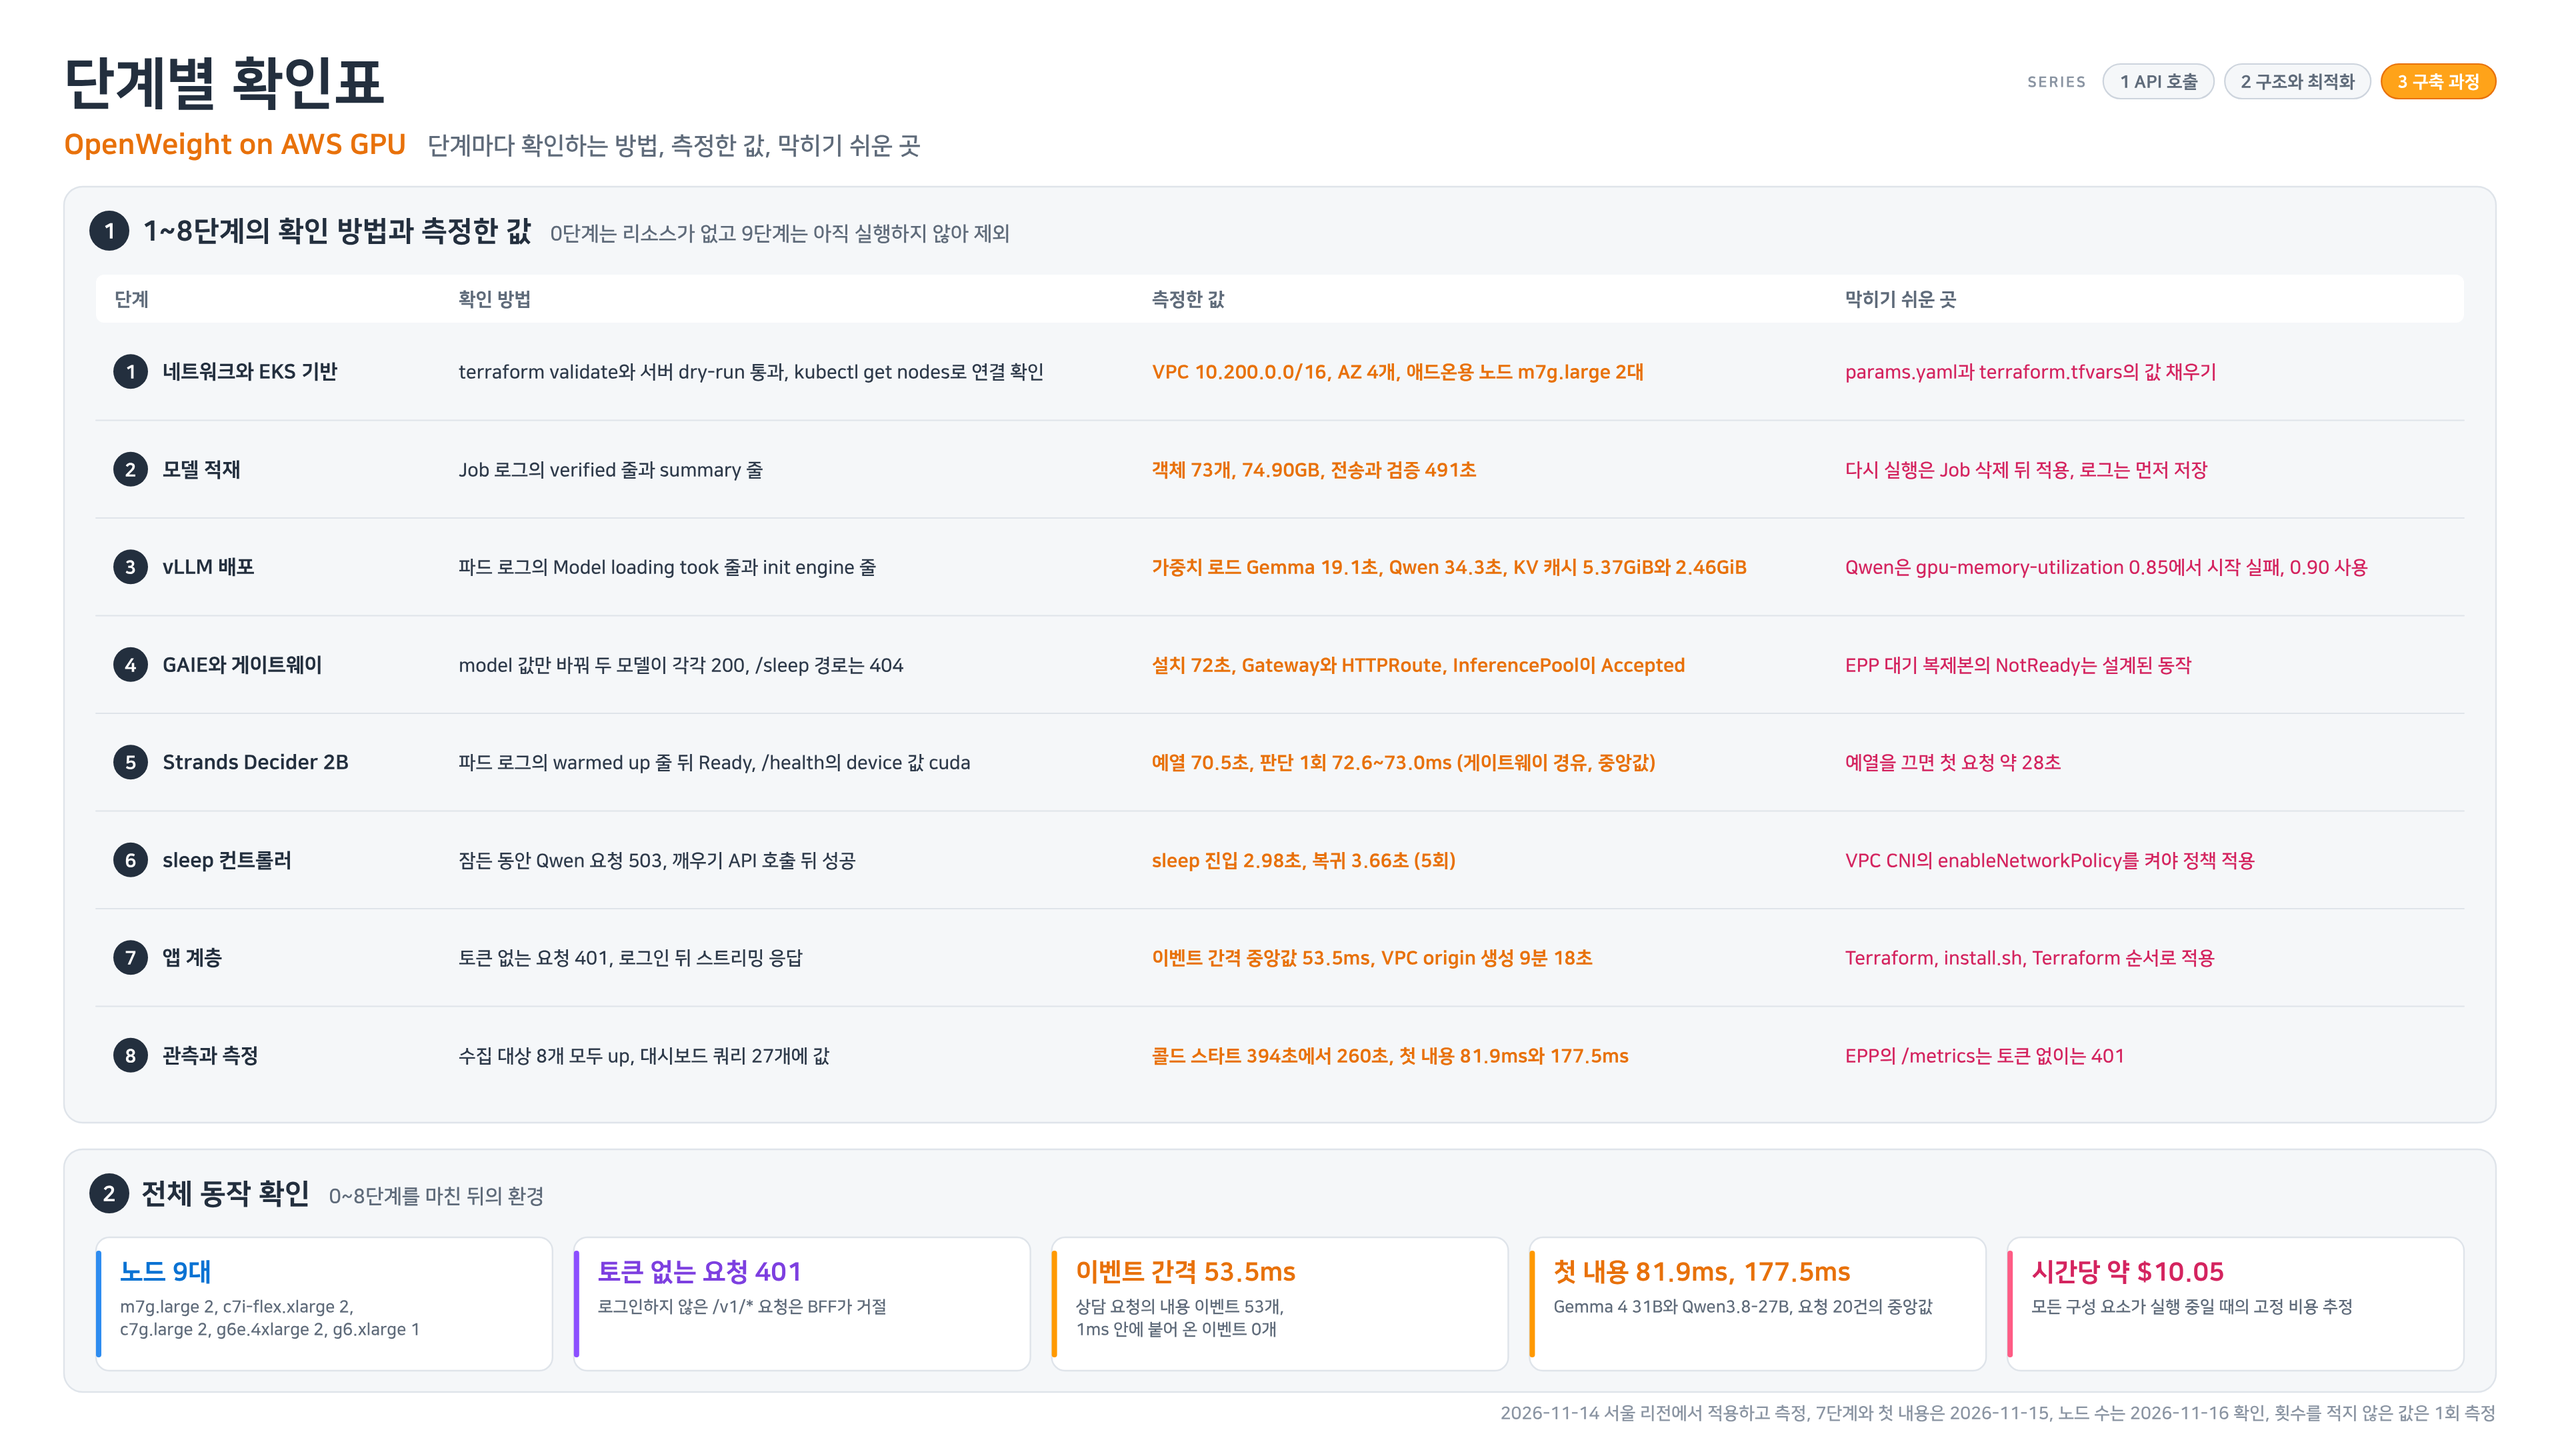 단계별 확인표
SERIES 1 API 호출 2 구조와 최적화 3 구축 과정
OpenWeight on AWS GPU 단계마다 확인하는 방법, 측정한 값, 막히기 쉬운 곳
1 1~8단계의 확인 방법과 측정한 값 0단계는 리소스가 없고 9단계는 아직 실행하지 않아 제외
단계 확인 방법 측정한 값 막히기 쉬운 곳
1 네트워크와 EKS 기반 terraform validate와 서버 dry-run 통과, kubectl get nodes로 연결 확인 VPC 10.200.0.0/16, AZ 4개, 애드온용 노드 m7g.large 2대 params.yaml과 terraform.tfvars의 값 채우기
2 모델 적재 Job 로그의 verified 줄과 summary 줄 객체 73개, 74.90GB, 전송과 검증 491초 다시 실행은 Job 삭제 뒤 적용, 로그는 먼저 저장
3 vLLM 배포 파드 로그의 Model loading took 줄과 init engine 줄 가중치 로드 Gemma 19.1초, Qwen 34.3초, KV 캐시 5.37GiB와 2.46GiB Qwen은 gpu-memory-utilization 0.85에서 시작 실패, 0.90 사용
4 GAIE와 게이트웨이 model 값만 바꿔 두 모델이 각각 200, /sleep 경로는 404 설치 72초, Gateway와 HTTPRoute, InferencePool이 Accepted EPP 대기 복제본의 NotReady는 설계된 동작
5 Strands Decider 2B 파드 로그의 warmed up 줄 뒤 Ready, /health의 device 값 cuda 예열 70.5초, 판단 1회 72.6~73.0ms (게이트웨이 경유, 중앙값) 예열을 끄면 첫 요청 약 28초
6 sleep 컨트롤러 잠든 동안 Qwen 요청 503, 깨우기 API 호출 뒤 성공 sleep 진입 2.98초, 복귀 3.66초 (5회) VPC CNI의 enableNetworkPolicy를 켜야 정책 적용
7 앱 계층 토큰 없는 요청 401, 로그인 뒤 스트리밍 응답 이벤트 간격 중앙값 53.5ms, VPC origin 생성 9분 18초 Terraform, install.sh, Terraform 순서로 적용
8 관측과 측정 수집 대상 8개 모두 up, 대시보드 쿼리 27개에 값 콜드 스타트 394초에서 260초, 첫 내용 81.9ms와 177.5ms EPP의 /metrics는 토큰 없이는 401
2 전체 동작 확인 0~8단계를 마친 뒤의 환경
노드 9대
m7g.large 2, c7i-flex.xlarge 2,
c7g.large 2, g6e.4xlarge 2, g6.xlarge 1
토큰 없는 요청 401
로그인하지 않은 /v1/* 요청은 BFF가 거절
이벤트 간격 53.5ms
상담 요청의 내용 이벤트 53개,
1ms 안에 붙어 온 이벤트 0개
첫 내용 81.9ms, 177.5ms
Gemma 4 31B와 Qwen3.8-27B, 요청 20건의 중앙값
시간당 약 $10.05
모든 구성 요소가 실행 중일 때의 고정 비용 추정
2026-11-14 서울 리전에서 적용하고 측정, 7단계와 첫 내용은 2026-11-15, 노드 수는 2026-11-16 확인, 횟수를 적지 않은 값은 1회 측정